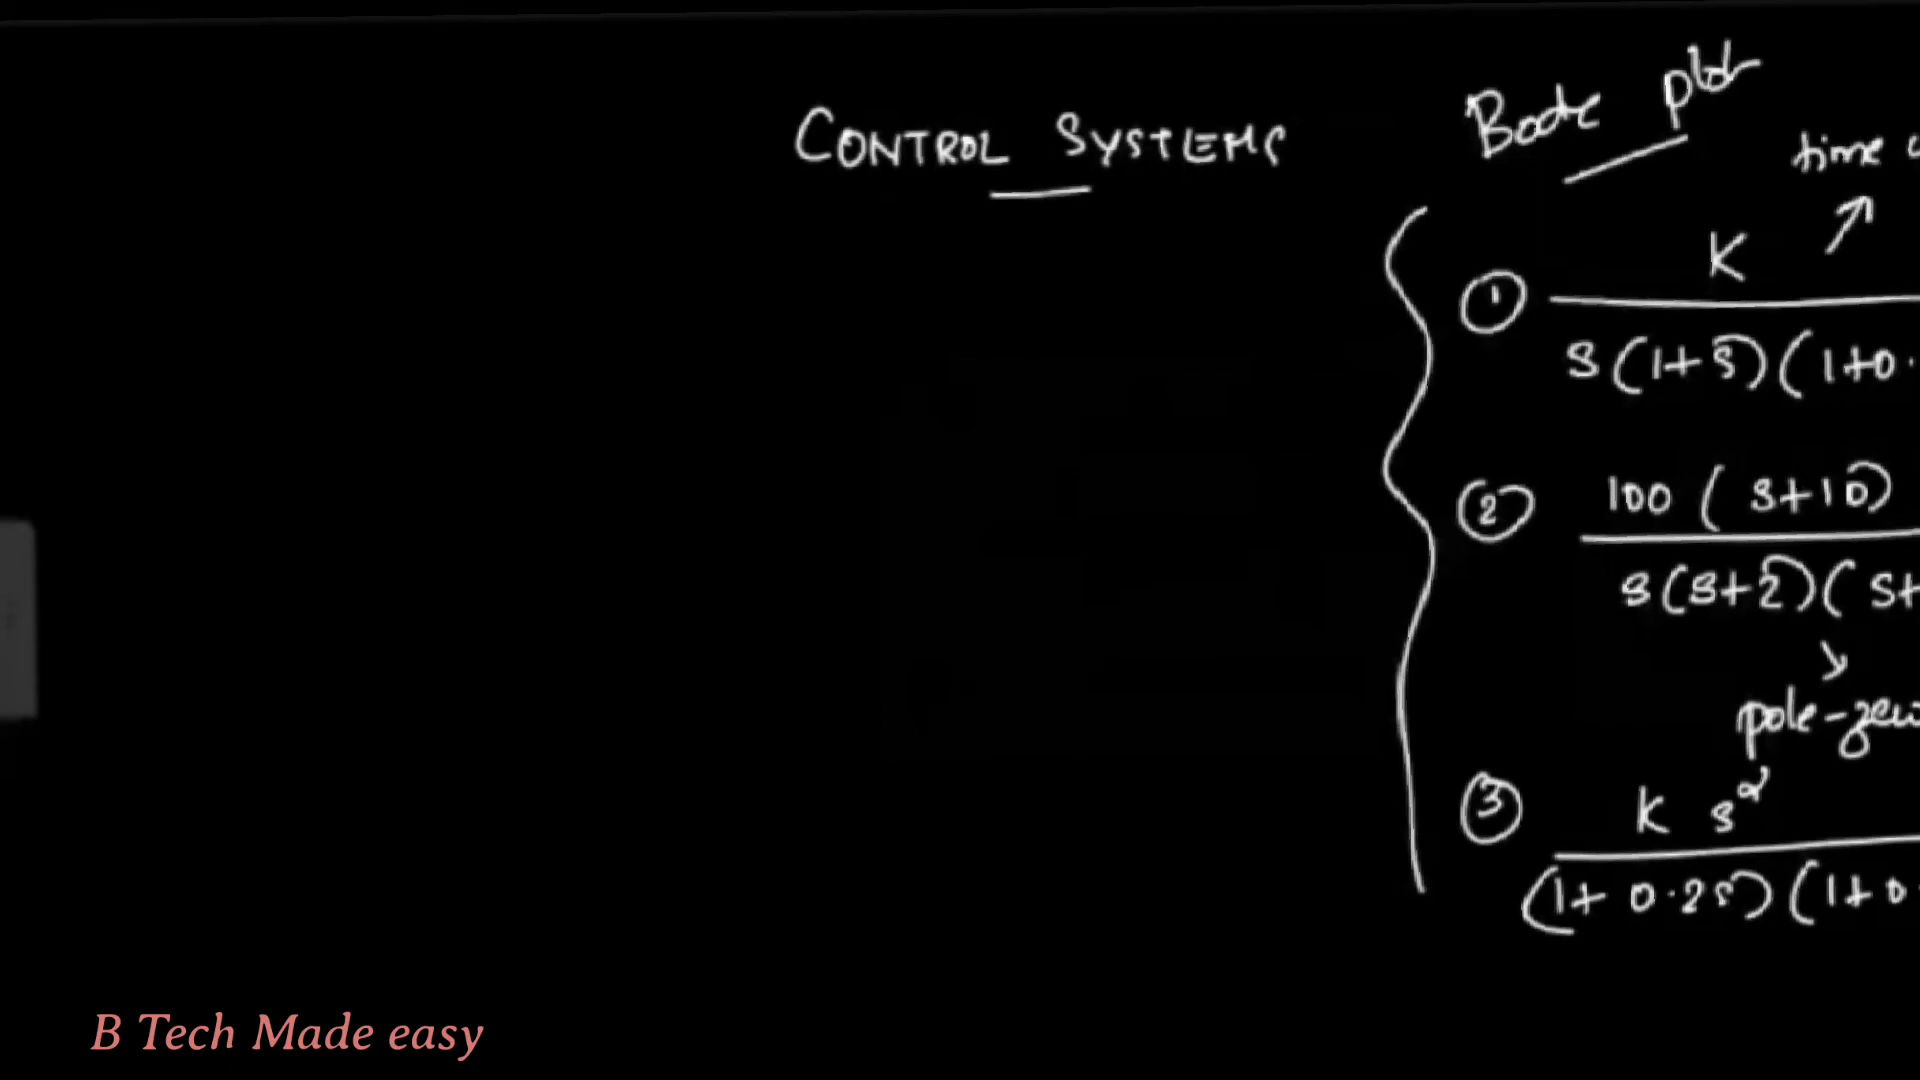 CONTROL SYSTEMS
Bode plot
time
K
① 
S(1+S)(1+0.
② 100 (S+10)
S(S+2)(S+
pole-zero
③ K S²
(1+0.2S)(1+0.
B Tech Made easy